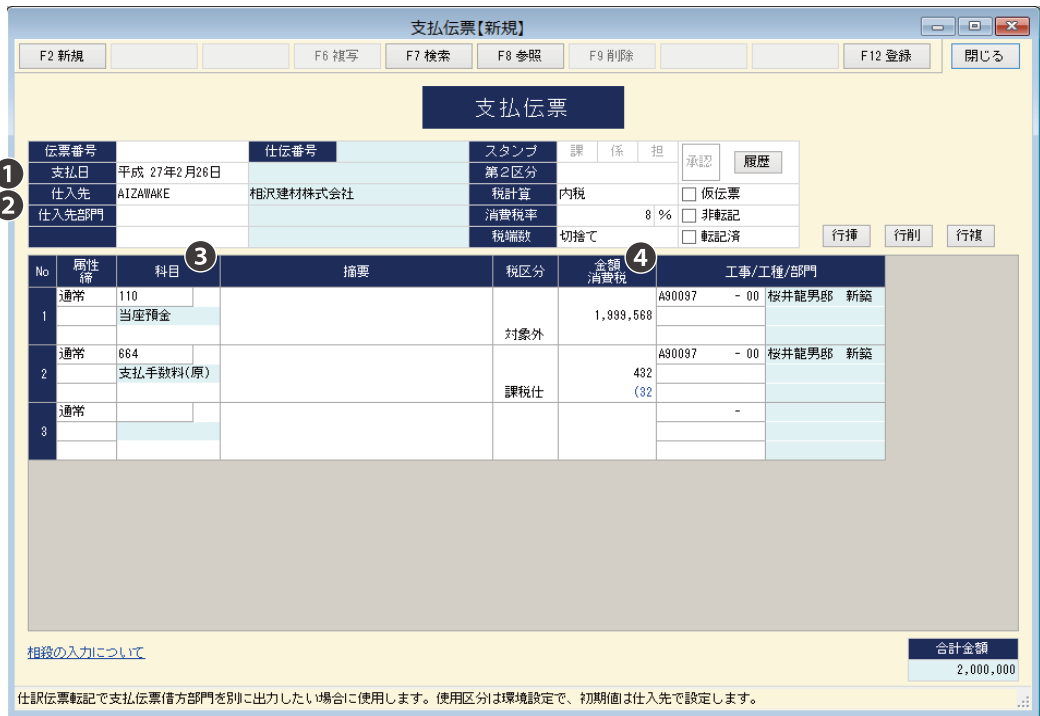 支払伝票【新規】
F2 新規 F6 複写 F7 検索 F8 参照 F9 削除 F12 登録 閉じる
支払伝票
伝票番号 仕伝番号 スタンプ 課 係 担 承認 履歴
❶ 支払日 平成 27年2月26日 第2区分
❷ 仕入先 AIZAWAKE 相沢建材株式会社 税計算 内税 仮伝票
仕入先部門 消費税率 8 % 非転記
税端数 切捨て 転記済 行挿 行削 行複
No 属性 締 科目 ❸ 摘要 税区分 金額 消費税 ❹ 工事/工種/部門
通常 110 A90097 - 00 桜井龍男邸 新築
1 当座預金 1,999,568
対象外
通常 664 A90097 - 00 桜井龍男邸 新築
2 支払手数料(原) 432
課税仕 (32
通常 -
3
相殺の入力について 合計金額
2,000,000
仕訳伝票転記で支払伝票借方部門を別に出力したい場合に使用します。使用区分は環境設定で、初期値は仕入先で設定します。